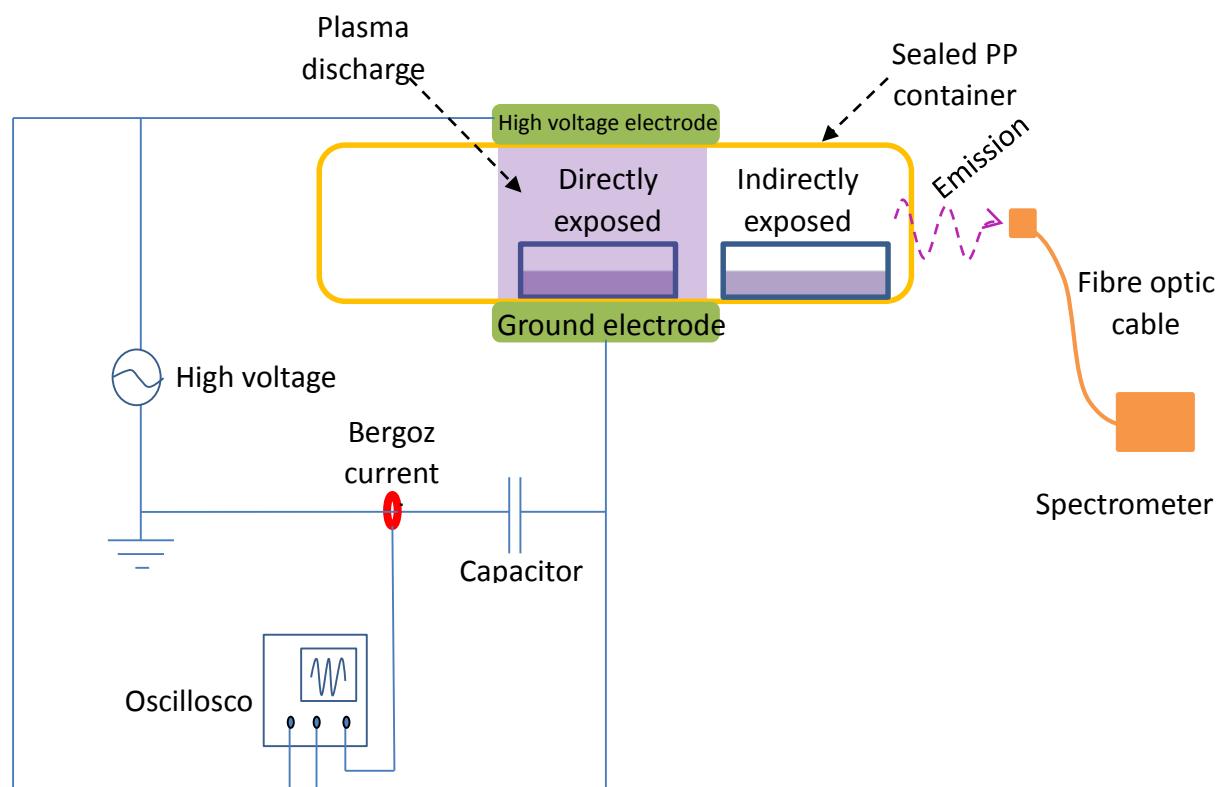 Plasma
discharge
Sealed PP
container
High voltage electrode
Emission
Directly
exposed
Indirectly
exposed
Ground electrode
Fibre optic
cable
High voltage
Bergoz
current
Spectrometer
Capacitor
Oscillosco